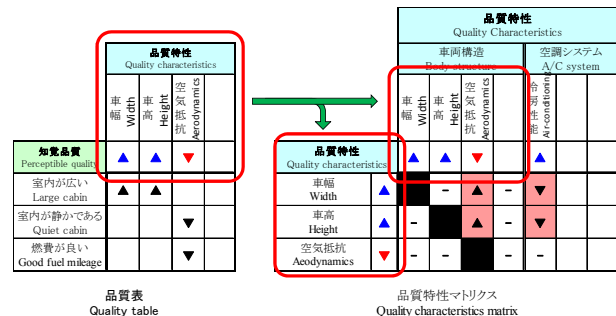 品質特性
Quality characteristics
車幅
Width
車高
Height
空気抵抗
Aerodynamics
知覚品質
Perceptible quality
▲ ▲ ▼
室内が広い
Large cabin
▲ ▲
室内が静かである
Quiet cabin
▼
燃費が良い
Good fuel mileage
▼
品質表
Quality table
品質特性
Quality Characteristics
車両構造
Body structure
空調システム
A/C system
車幅
Width
車高
Height
空気抵抗
Aerodynamics
冷房性能
Air-conditioning
品質特性
Quality characteristics
▲ ▲ ▼ ▲
車幅
Width
▲ - ▲ - ▼
車高
Height
▲ - ▲ - ▼
空気抵抗
Aeodynamics
▼ - - - -
品質特性マトリクス
Quality characteristics matrix